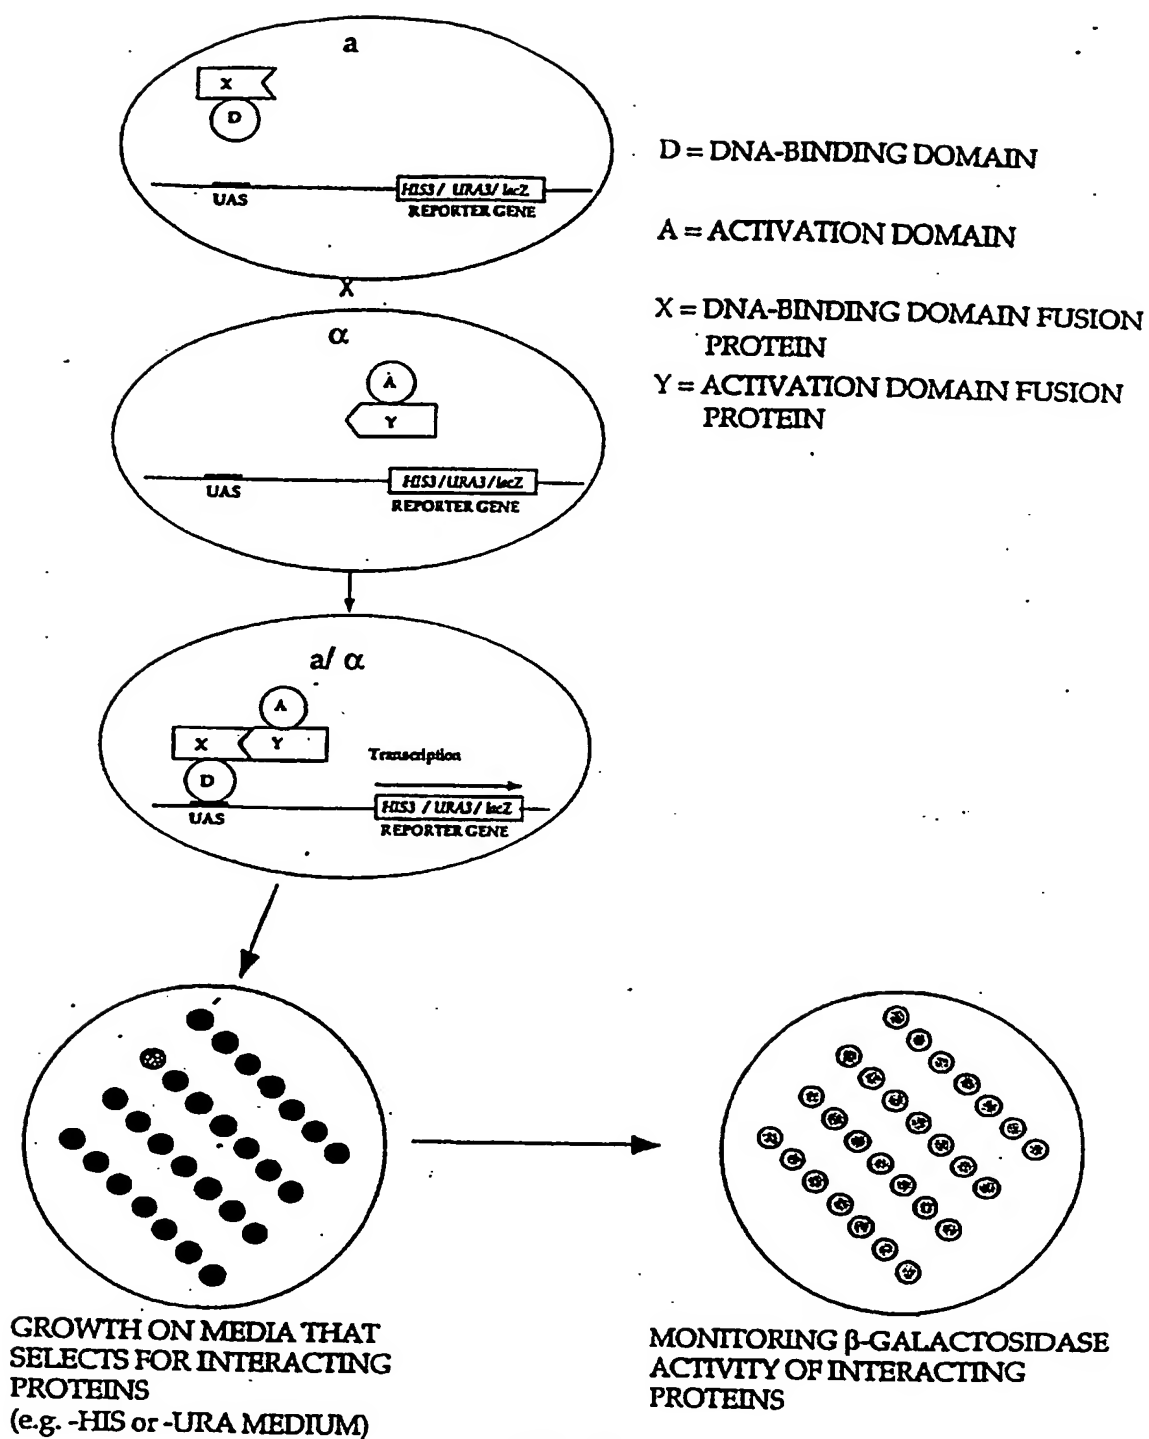 a
X
D
UAS
HIS3 / URA3 / lacZ
REPORTER GENE
D = DNA-BINDING DOMAIN
A = ACTIVATION DOMAIN
X = DNA-BINDING DOMAIN FUSION
PROTEIN
Y = ACTIVATION DOMAIN FUSION
PROTEIN
X
α
A
Y
UAS
HIS3 / URA3 / lacZ
REPORTER GENE
a/ α
A
X
Y
D
Transcription
UAS
HIS3 / URA3 / lacZ
REPORTER GENE
GROWTH ON MEDIA THAT
SELECTS FOR INTERACTING
PROTEINS
(e.g. -HIS or -URA MEDIUM)
MONITORING β-GALACTOSIDASE
ACTIVITY OF INTERACTING
PROTEINS